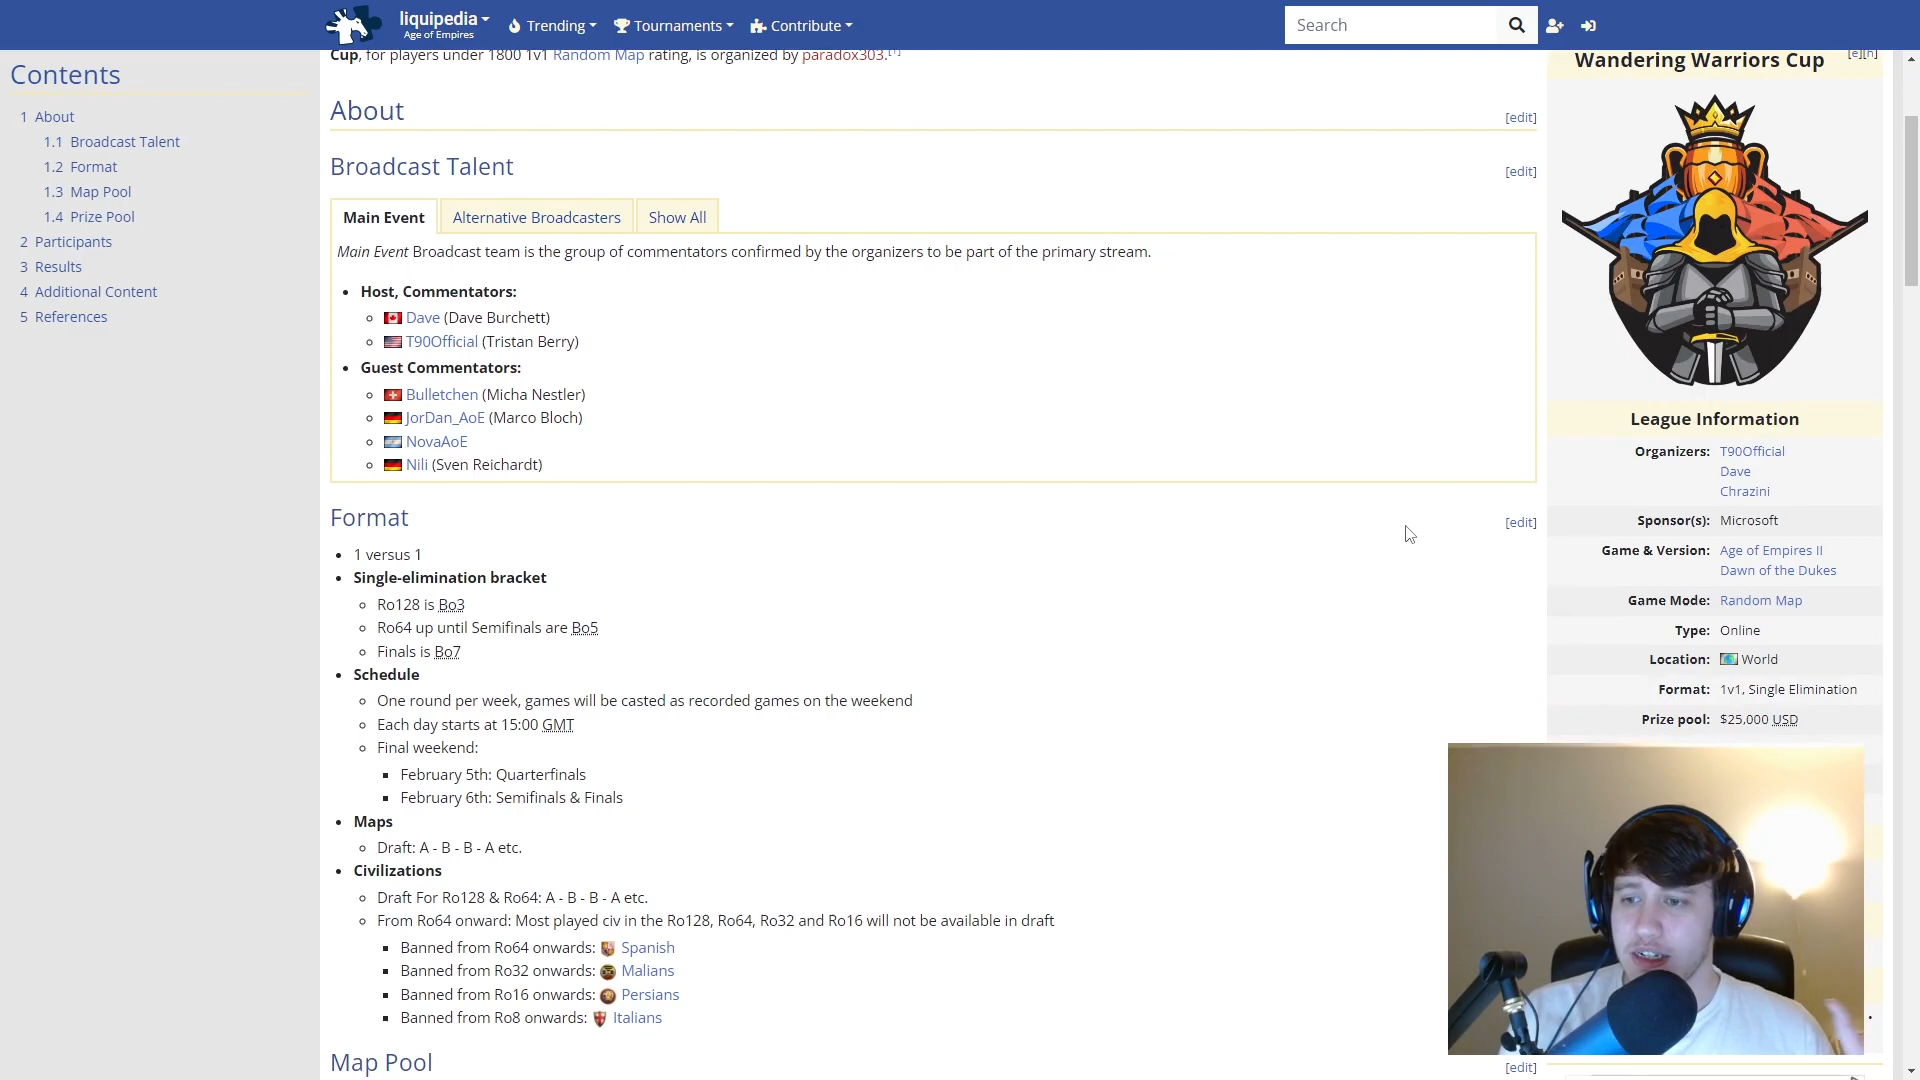 liquipedia
Age of Empires
Trending
Tournaments
Contribute
Search
Contents
1 About
1.1 Broadcast Talent
1.2 Format
1.3 Map Pool
1.4 Prize Pool
2 Participants
3 Results
4 Additional Content
5 References
Cup, for players under 1800 1v1 Random Map rating, is organized by paradox303.[1]
About
[edit]
Broadcast Talent
[edit]
Main Event
Alternative Broadcasters
Show All
Main Event Broadcast team is the group of commentators confirmed by the organizers to be part of the primary stream.
Host, Commentators:
Dave (Dave Burchett)
T90Official (Tristan Berry)
Guest Commentators:
Bulletchen (Micha Nestler)
JorDan_AoE (Marco Bloch)
NovaAoE
Nili (Sven Reichardt)
Format
[edit]
1 versus 1
Single-elimination bracket
Ro128 is Bo3
Ro64 up until Semifinals are Bo5
Finals is Bo7
Schedule
One round per week, games will be casted as recorded games on the weekend
Each day starts at 15:00 GMT
Final weekend:
February 5th: Quarterfinals
February 6th: Semifinals & Finals
Maps
Draft: A - B - B - A etc.
Civilizations
Draft For Ro128 & Ro64: A - B - B - A etc.
From Ro64 onward: Most played civ in the Ro128, Ro64, Ro32 and Ro16 will not be available in draft
Banned from Ro64 onwards: Spanish
Banned from Ro32 onwards: Malians
Banned from Ro16 onwards: Persians
Banned from Ro8 onwards: Italians
Map Pool
[edit]
Wandering Warriors Cup
[e][h]
League Information
Organizers: T90Official
Dave
Chrazini
Sponsor(s): Microsoft
Game & Version: Age of Empires II
Dawn of the Dukes
Game Mode: Random Map
Type: Online
Location: World
Format: 1v1, Single Elimination
Prize pool: $25,000 USD